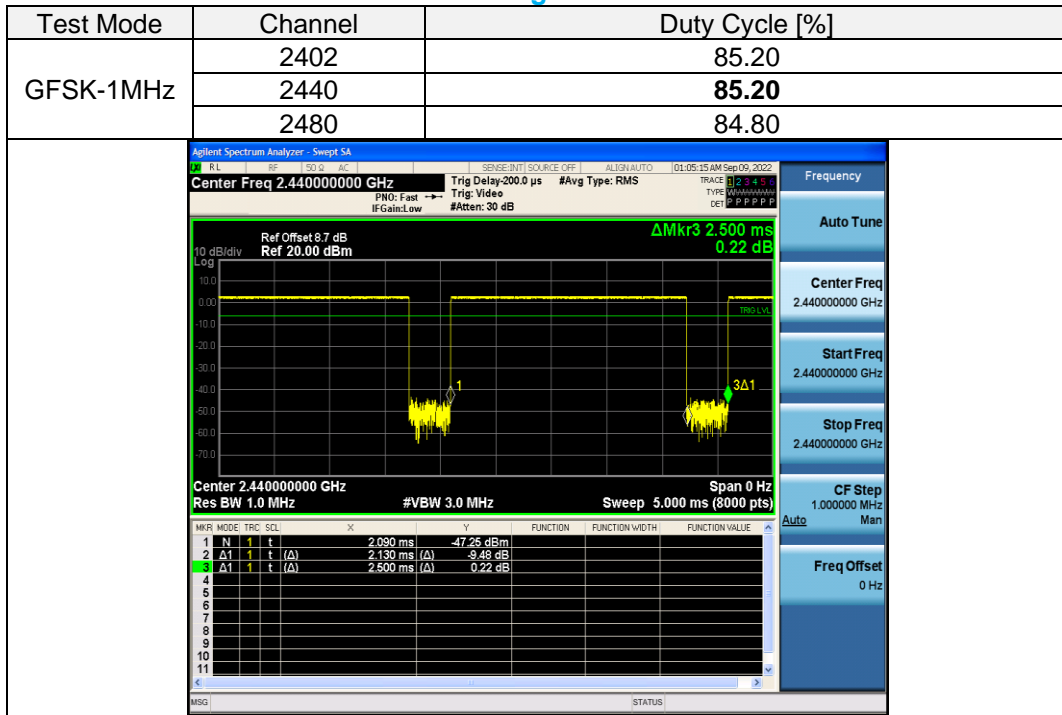 Test Mode Channel Duty Cycle [%]
GFSK-1MHz
2402 85.20
2440 85.20
2480 84.80
Agilent Spectrum Analyzer - Swept SA
RL RF 50 Ω AC SENSE:INT SOURCE OFF ALIGN AUTO 01:05:15 AM Sep 09, 2022
Center Freq 2.440000000 GHz Trig Delay-200.0 µs #Avg Type: RMS TRACE 1 2 3 4 5 6
PNO: Fast Trig: Video TYPE
IFGain:Low #Atten: 30 dB DET P P P P P P
Ref Offset 8.7 dB ΔMkr3 2.500 ms
10 dB/div Ref 20.00 dBm 0.22 dB
Log
10.0
0.00
TRIG LVL
-10.0
-20.0
-30.0
-40.0
1
3Δ1
-50.0
-60.0
-70.0
Center 2.440000000 GHz Span 0 Hz
Res BW 1.0 MHz #VBW 3.0 MHz Sweep 5.000 ms (8000 pts)
MKR MODE TRC SCL X Y FUNCTION FUNCTION WIDTH FUNCTION VALUE
1 N 1 t 2.090 ms -47.25 dBm
2 Δ1 1 t (Δ) 2.130 ms (Δ) -9.48 dB
3 Δ1 1 t (Δ) 2.500 ms (Δ) 0.22 dB
4
5
6
7
8
9
10
11
MSG STATUS
Frequency
Auto Tune
Center Freq
2.440000000 GHz
Start Freq
2.440000000 GHz
Stop Freq
2.440000000 GHz
CF Step
1.000000 MHz
Auto Man
Freq Offset
0 Hz